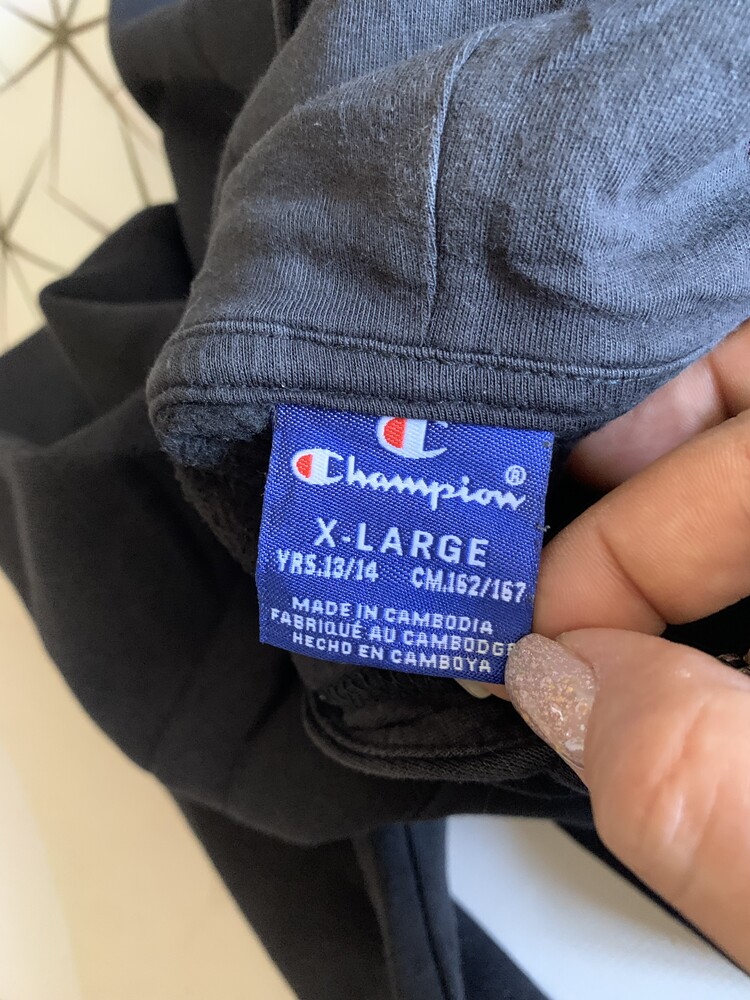 Champion®
X-LARGE
YRS.13/14 CM.162/167
MADE IN CAMBODIA
FABRIQUÉ AU CAMBODGE
HECHO EN CAMBOYA